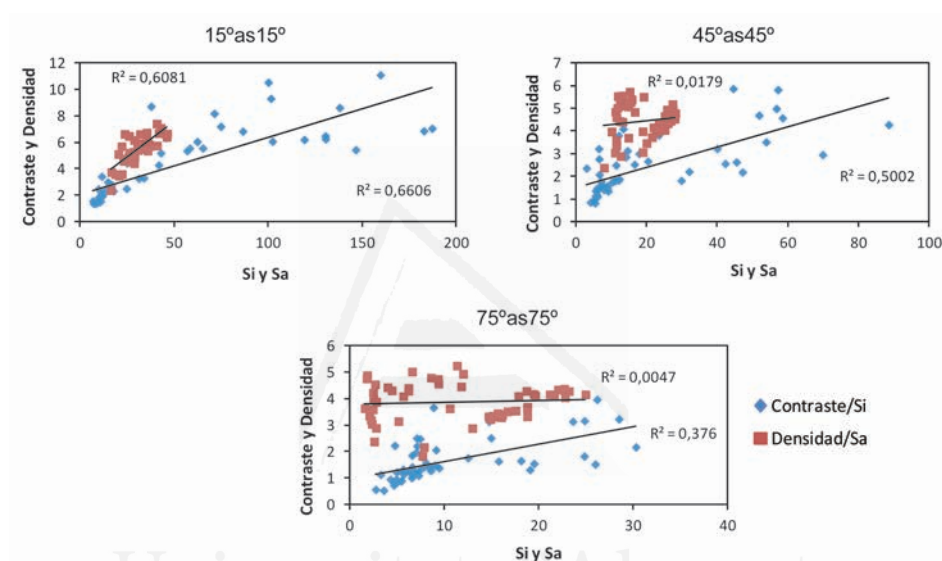 15ºas15º
12
10
8
6
4
2
0
0
50
100
150
200
R² = 0,6081
R² = 0,6606
Contraste y Densidad
Si y Sa
45ºas45º
7
6
5
4
3
2
1
0
0
20
40
60
80
100
R² = 0,0179
R² = 0,5002
Contraste y Densidad
Si y Sa
75ºas75º
6
5
4
3
2
1
0
0
10
20
30
40
R² = 0,0047
R² = 0,376
Contraste y Densidad
Si y Sa
Contraste/Si
Densidad/Sa